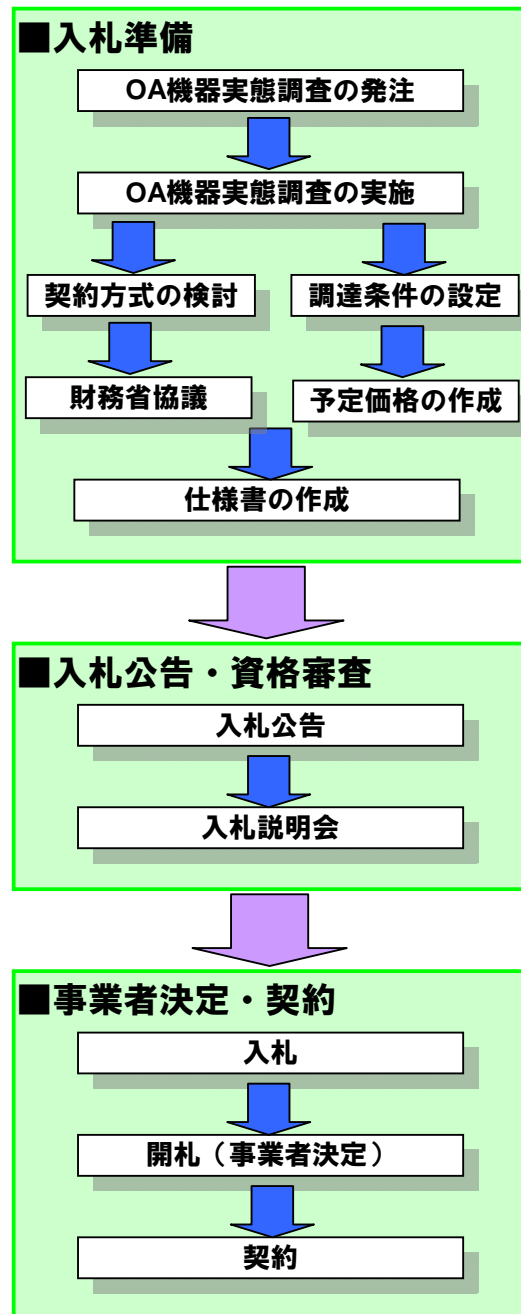 ■入札準備
OA機器実態調査の発注
OA機器実態調査の実施
契約方式の検討
調達条件の設定
財務省協議
予定価格の作成
仕様書の作成
■入札公告・資格審査
入札公告
入札説明会
■事業者決定・契約
入札
開札（事業者決定）
契約